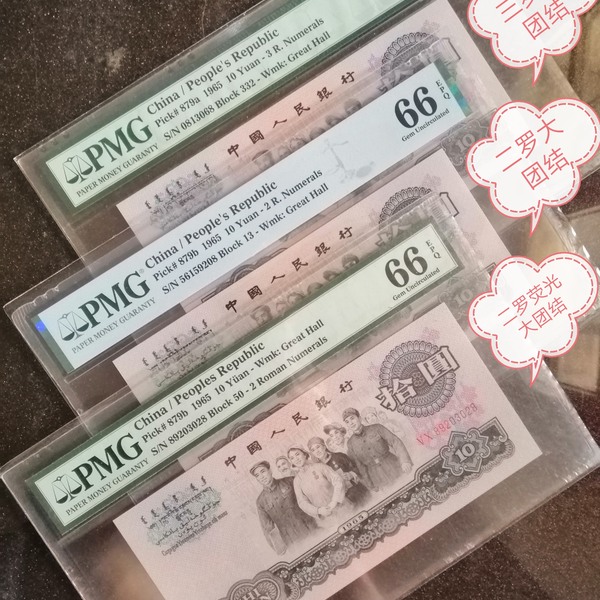 三罗
团结
PMG
PAPER MONEY GUARANTY
China / People's Republic
Pick# 879a 1965 10 Yuan - 3 R. Numerals
S/N 0813068 Block 332 - Wmk: Great Hall
中國人民銀行
二罗大
团结
PMG
PAPER MONEY GUARANTY
China / People's Republic
Pick# 879b 1965 10 Yuan - 2 R. Numerals
S/N 56159208 Block 13 - Wmk: Great Hall
66 EPQ
Gem Uncirculated
中國人民銀行
10
二罗荧光
大团结
PMG
PAPER MONEY GUARANTY
China / Peoples Republic
Pick# 879b 1965 10 Yüan - Wmk: Great Hall
S/N 89203028 Block 50 - 2 Roman Numerals
66 EPQ
Gem Uncirculated
中國人民銀行
拾圓
10
1965